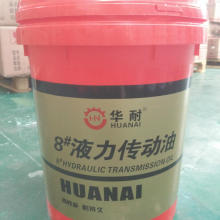 华耐
HUANAI
8#液力传动油
8#HYDRAULIC TRANSMISSION OIL
HUANAI